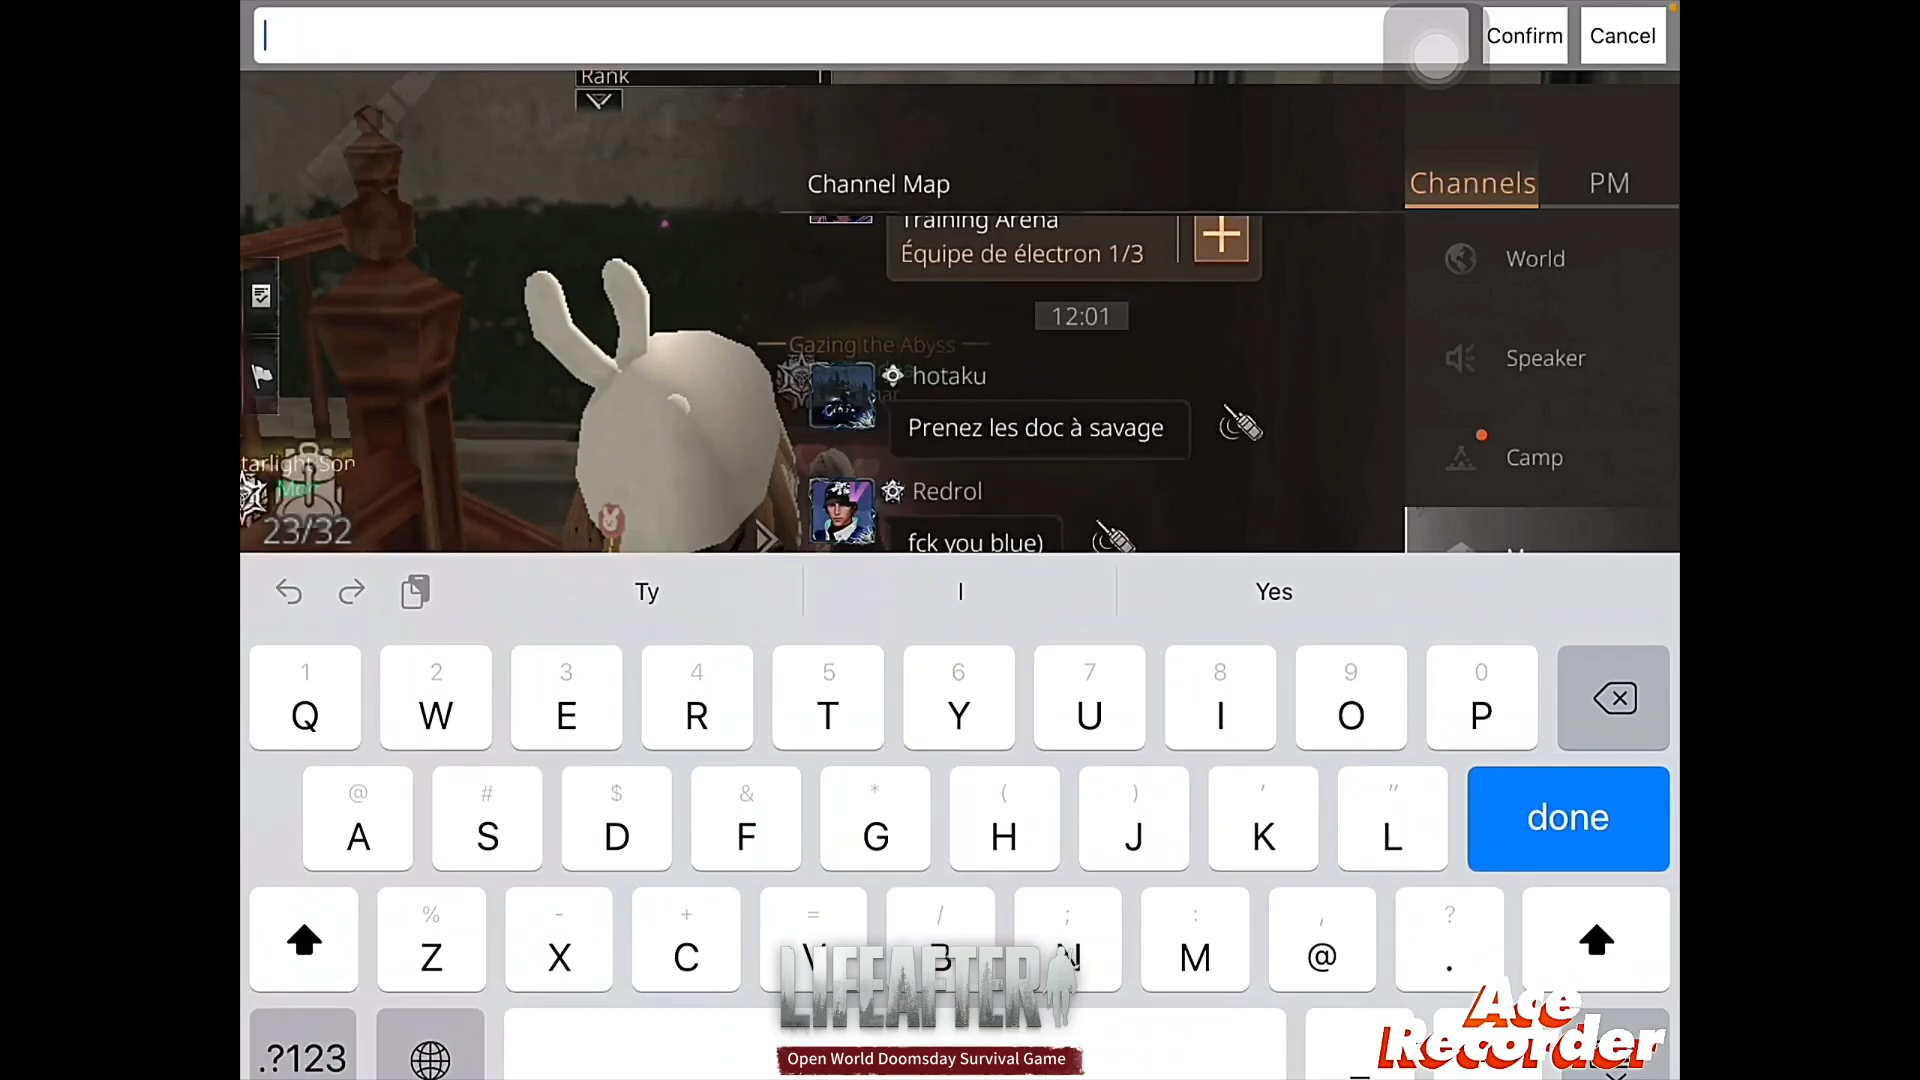 Confirm Cancel
Rank
Channel Map
Channels PM
Training Arena
Équipe de électron 1/3
World
12:01
Gazing the Abyss
hotaku
Speaker
Prenez les doc à savage
Camp
Redrol
23/32
fck you blue)
Ty I Yes
1 2 3 4 5 6 7 8 9 0
Q W E R T Y U I O P
@ # $ & * ( ) ' "
A S D F G H J K L done
% - + = / ; : , ?
Z X C V B N M @ .
LIFEAFTER
Ace
Recorder
.?123
Open World Doomsday Survival Game